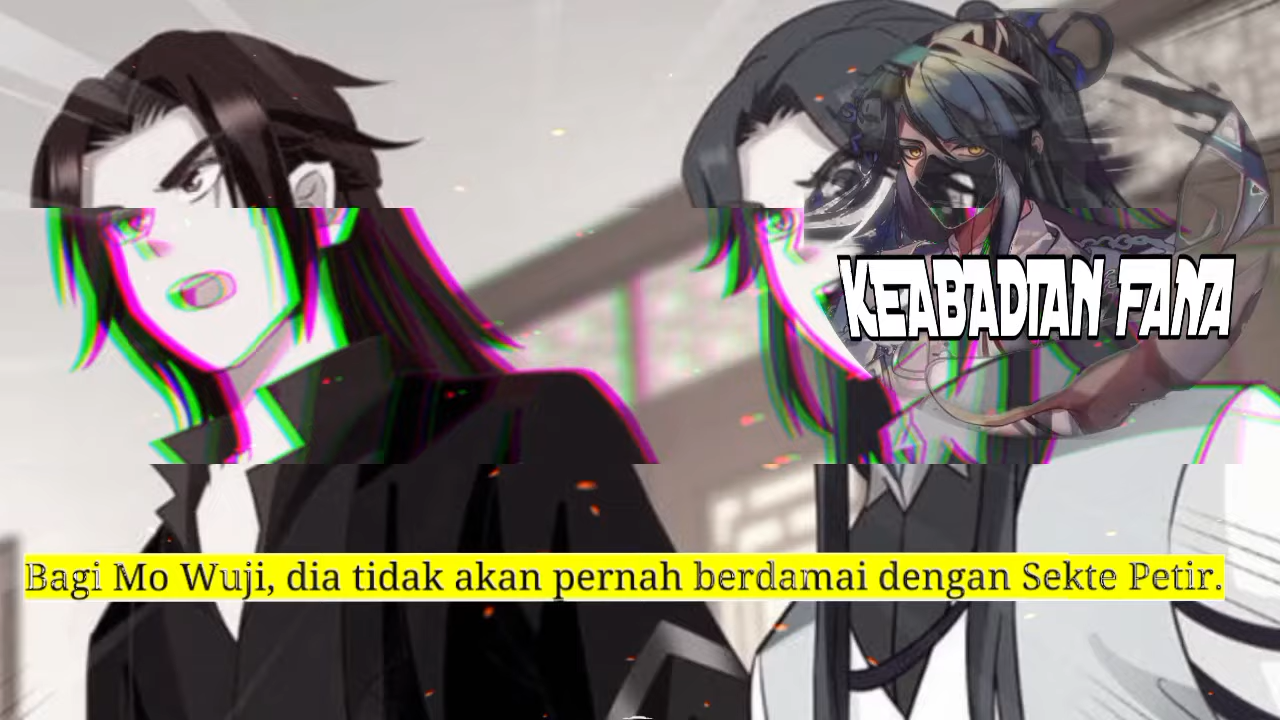 KEABADIAN FANA
Bagi Mo Wuji, dia tidak akan pernah berdamai dengan Sekte Petir.